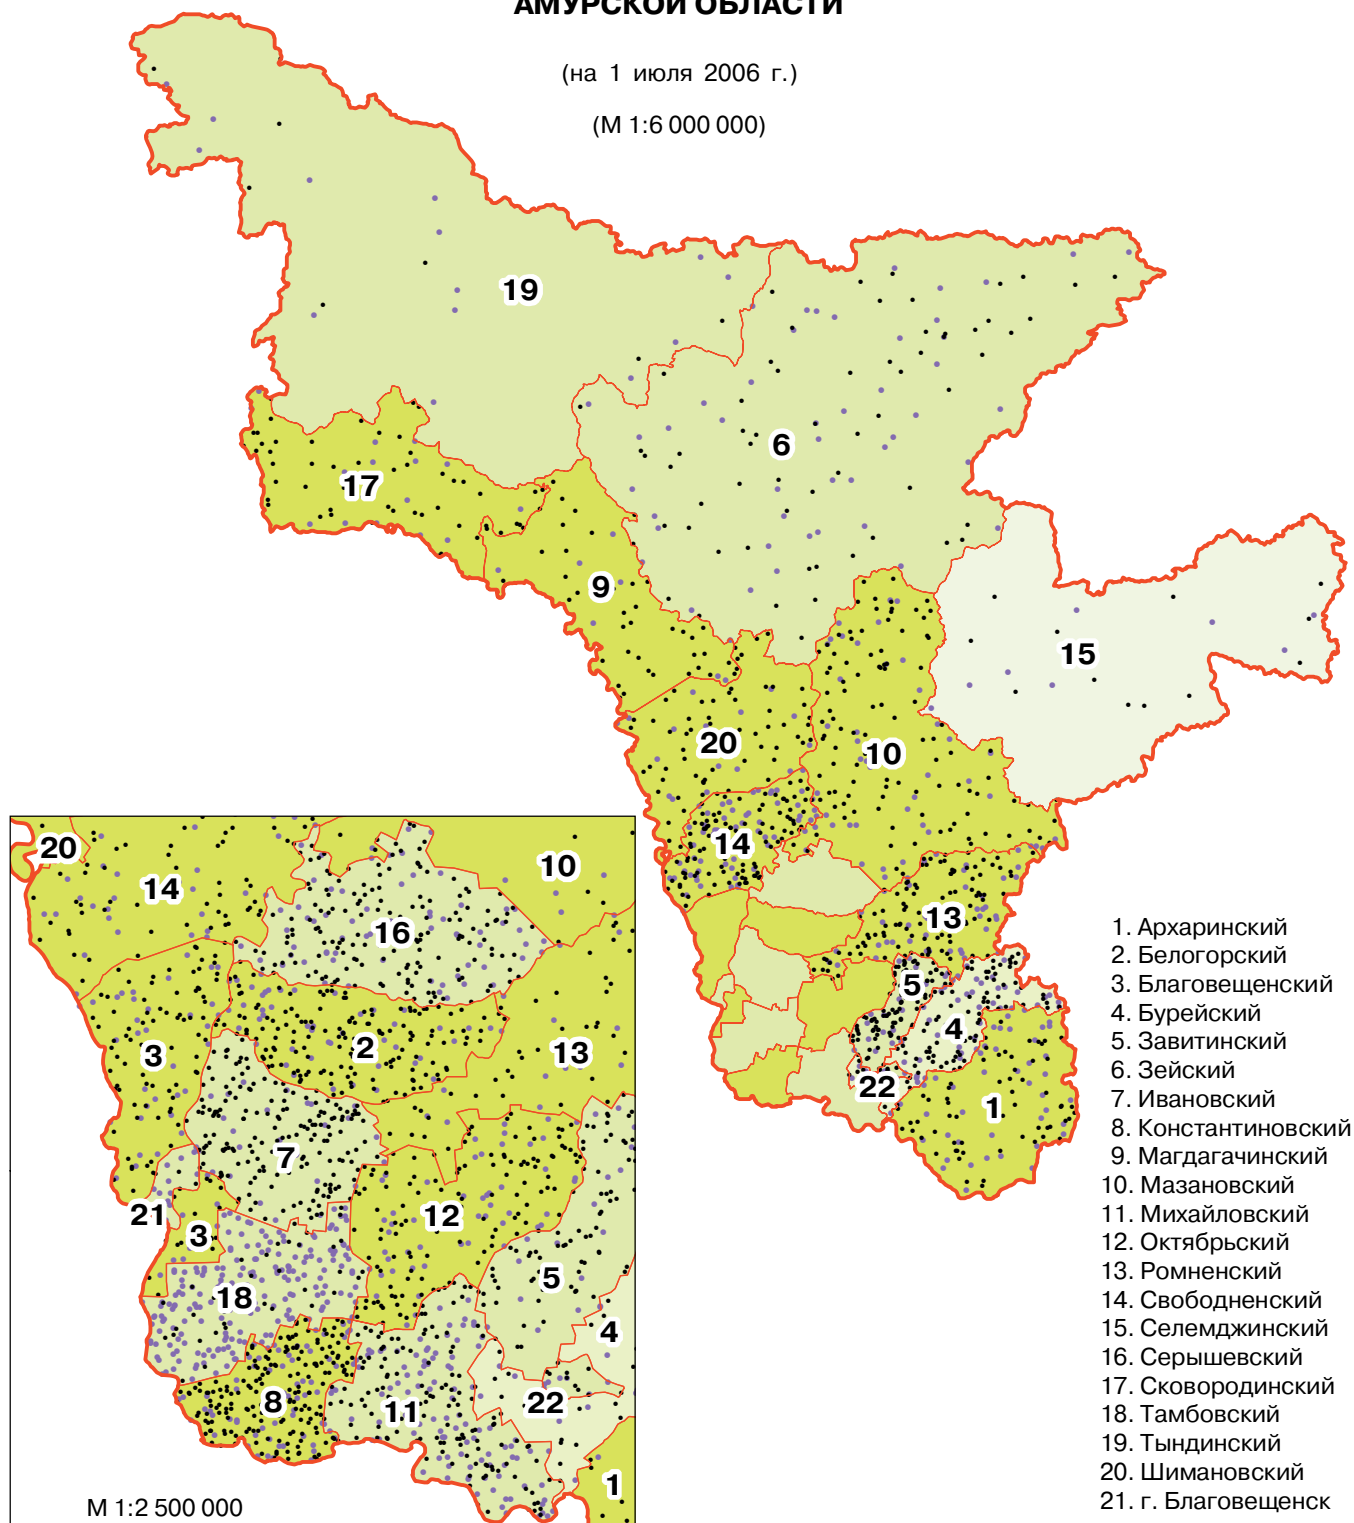 АМУРСКОЙ ОБЛАСТИ
(на 1 июля 2006 г.)
(М 1:6 000 000)
19
6
17
9
15
20
10
14
13
5
4
22
1
20
14
10
16
3
2
13
7
21
3
12
18
5
4
8
11
22
1
М 1:2 500 000
1. Архаринский
2. Белогорский
3. Благовещенский
4. Бурейский
5. Завитинский
6. Зейский
7. Ивановский
8. Константиновский
9. Магдагачинский
10. Мазановский
11. Михайловский
12. Октябрьский
13. Ромненский
14. Свободненский
15. Селемджинский
16. Серышевский
17. Сковородинский
18. Тамбовский
19. Тындинский
20. Шимановский
21. г. Благовещенск